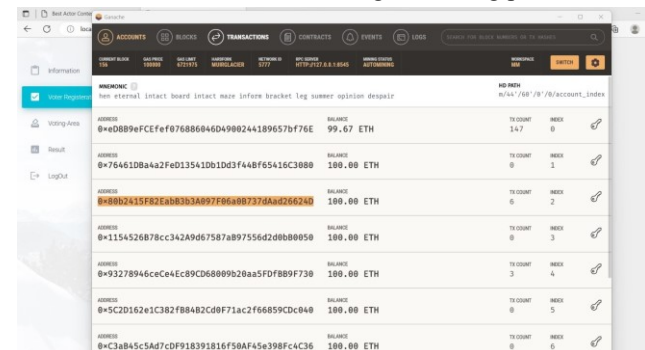 Best Actor Conte
Ganache
loca
ACCOUNTS BLOCKS TRANSACTIONS CONTRACTS EVENTS LOGS SEARCH FOR BLOCK NUMBERS OR TX HASHES
CURRENT BLOCK GAS PRICE GAS LIMIT HARDFORK NETWORK ID RPC SERVER MINING STATUS WORKSPACE SWITCH
156 100000 6721975 MUIRGLACIER 5777 HTTP://127.0.0.1:8545 AUTOMINING MM
Information
Voter Registerati
Voting-Area
Result
LogOut
MNEMONIC HD PATH
hen eternal intact board intact maze inform bracket leg summer opinion despair m/44'/60'/0'/0/account_index
ADDRESS BALANCE TX COUNT INDEX
0×eD8B9eFCEfef076886046D4900244189657bf76E 99.67 ETH 147 0
ADDRESS BALANCE TX COUNT INDEX
0×76461DBa4a2FeD13541Db1Dd3f44Bf65416C3080 100.00 ETH 0 1
ADDRESS BALANCE TX COUNT INDEX
0×80b2415F82EabB3b3A097F06a0B737dAad26624D 100.00 ETH 6 2
ADDRESS BALANCE TX COUNT INDEX
0×1154526B78cc342A9d67587aB97556d2d0bB0050 100.00 ETH 0 3
ADDRESS BALANCE TX COUNT INDEX
0×93278946ceCe4Ec89CD68009b20aa5FDfBB9F730 100.00 ETH 3 4
ADDRESS BALANCE TX COUNT INDEX
0×5C2D162e1C382fB84B2Cd0F71ac2f66859CDc040 100.00 ETH 0 5
ADDRESS BALANCE TX COUNT INDEX
0×C3aB45c5Ad7cDF918391816f50AF45e398Fc4C36 100.00 ETH 0 6